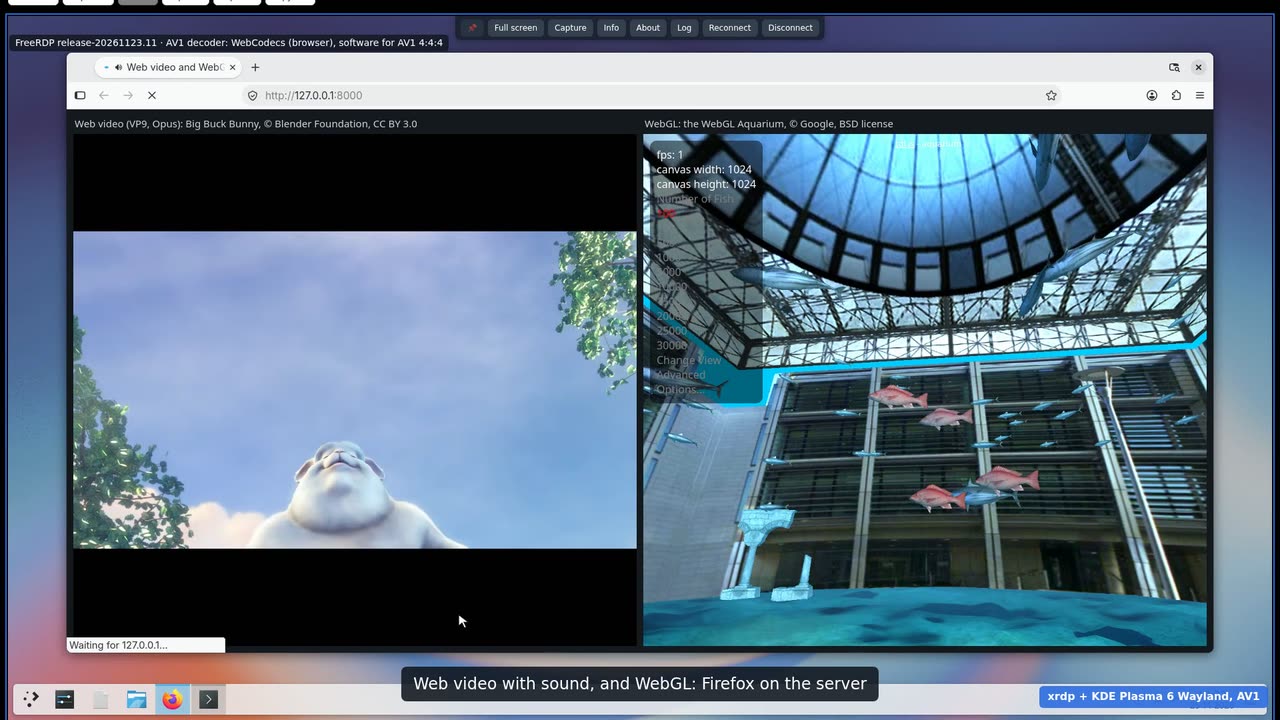 Full screen
Capture
Info
About
Log
Reconnect
Disconnect
FreeRDP release-20261123.11 · AV1 decoder: WebCodecs (browser), software for AV1 4:4:4
Web video and WebG
http://127.0.0.1:8000
Web video (VP9, Opus): Big Buck Bunny, © Blender Foundation, CC BY 3.0
WebGL: the WebGL Aquarium, © Google, BSD license
fps: 1
canvas width: 1024
canvas height: 1024
Number of Fish
25000
30000
Change View
Advanced
Options...
Waiting for 127.0.0.1...
Web video with sound, and WebGL: Firefox on the server
xrdp + KDE Plasma 6 Wayland, AV1